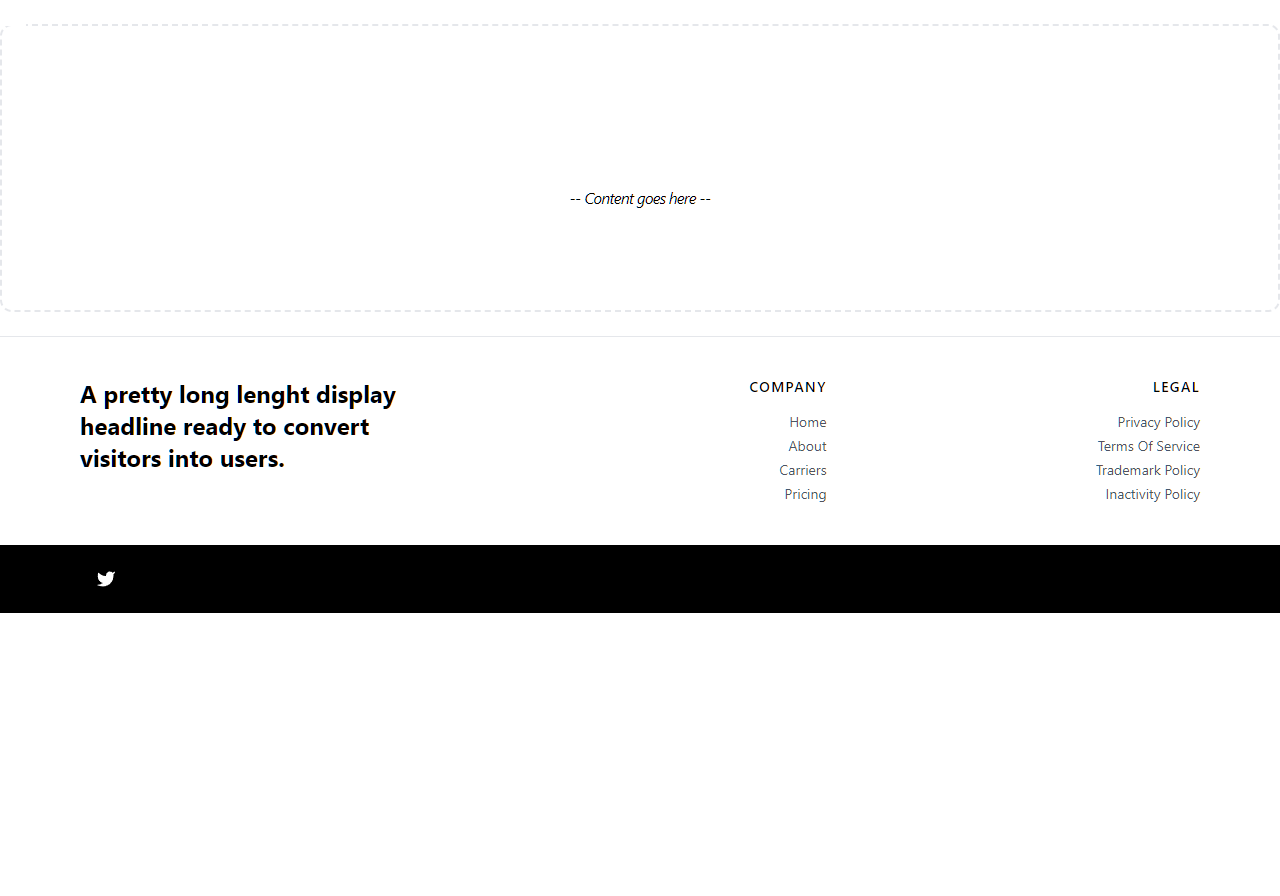 -- Content goes here --
A pretty long lenght display
headline ready to convert
visitors into users.
COMPANY
Home
About
Carriers
Pricing
LEGAL
Privacy Policy
Terms Of Service
Trademark Policy
Inactivity Policy